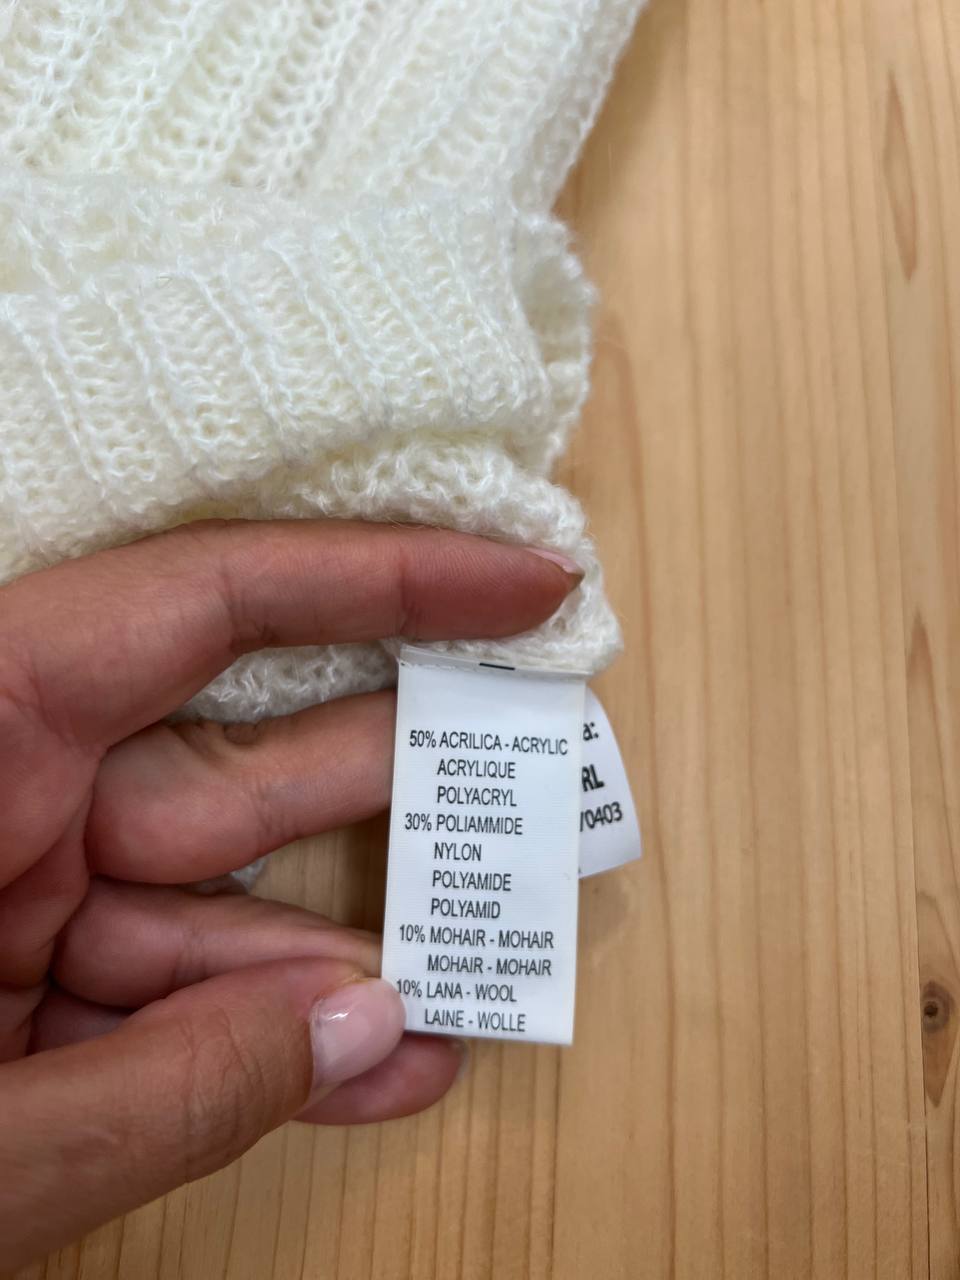 50% ACRILICA - ACRYLIC
ACRYLIQUE
POLYACRYL
30% POLIAMMIDE
NYLON
POLYAMIDE
POLYAMID
10% MOHAIR - MOHAIR
MOHAIR - MOHAIR
10% LANA - WOOL
LAINE - WOLLE
a:
RL
/0403